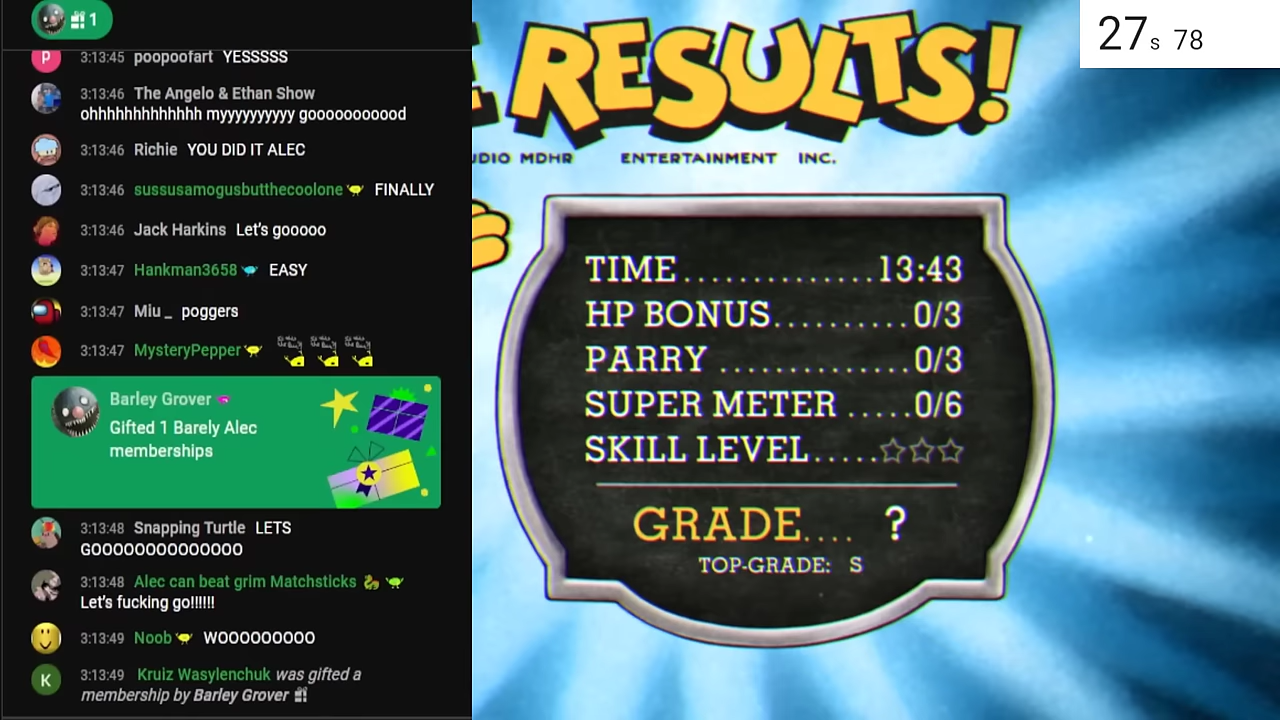 1
P
3:13:45 poopoofart YESSSSS
3:13:46 The Angelo & Ethan Show
ohhhhhhhhhhhhh myyyyyyyyyy gooooooooood
3:13:46 Richie YOU DID IT ALEC
3:13:46 sussusamogusbutthecoolone FINALLY
3:13:46 Jack Harkins Let's gooooo
3:13:47 Hankman3658 EASY
3:13:47 Miu _ poggers
3:13:47 MysteryPepper
Barley Grover
Gifted 1 Barely Alec
memberships
3:13:48 Snapping Turtle LETS
GOOOOOOOOOOOOOO
3:13:48 Alec can beat grim Matchsticks
Let's fucking go!!!!!!
3:13:49 Noob WOOOOOOOOO
K
3:13:49 Kruiz Wasylenchuk was gifted a
membership by Barley Grover
RESULTS!
MDHR ENTERTAINMENT INC.
27s 78
TIME..............13:43
HP BONUS..........0/3
PARRY ..............0/3
SUPER METER .....0/6
SKILL LEVEL.....☆☆☆
GRADE.... ?
TOP-GRADE: S